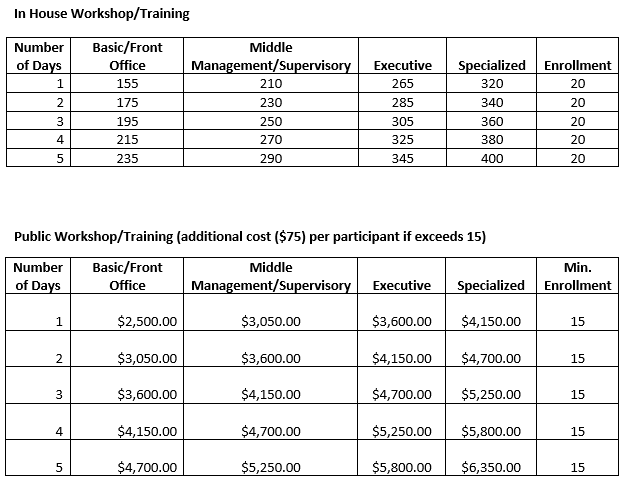 In House Workshop/Training
Number of Days Basic/Front Office Middle Management/Supervisory Executive Specialized Enrollment
1 155 210 265 320 20
2 175 230 285 340 20
3 195 250 305 360 20
4 215 270 325 380 20
5 235 290 345 400 20
Public Workshop/Training (additional cost ($75) per participant if exceeds 15)
Number of Days Basic/Front Office Middle Management/Supervisory Executive Specialized Min. Enrollment
1 $2,500.00 $3,050.00 $3,600.00 $4,150.00 15
2 $3,050.00 $3,600.00 $4,150.00 $4,700.00 15
3 $3,600.00 $4,150.00 $4,700.00 $5,250.00 15
4 $4,150.00 $4,700.00 $5,250.00 $5,800.00 15
5 $4,700.00 $5,250.00 $5,800.00 $6,350.00 15